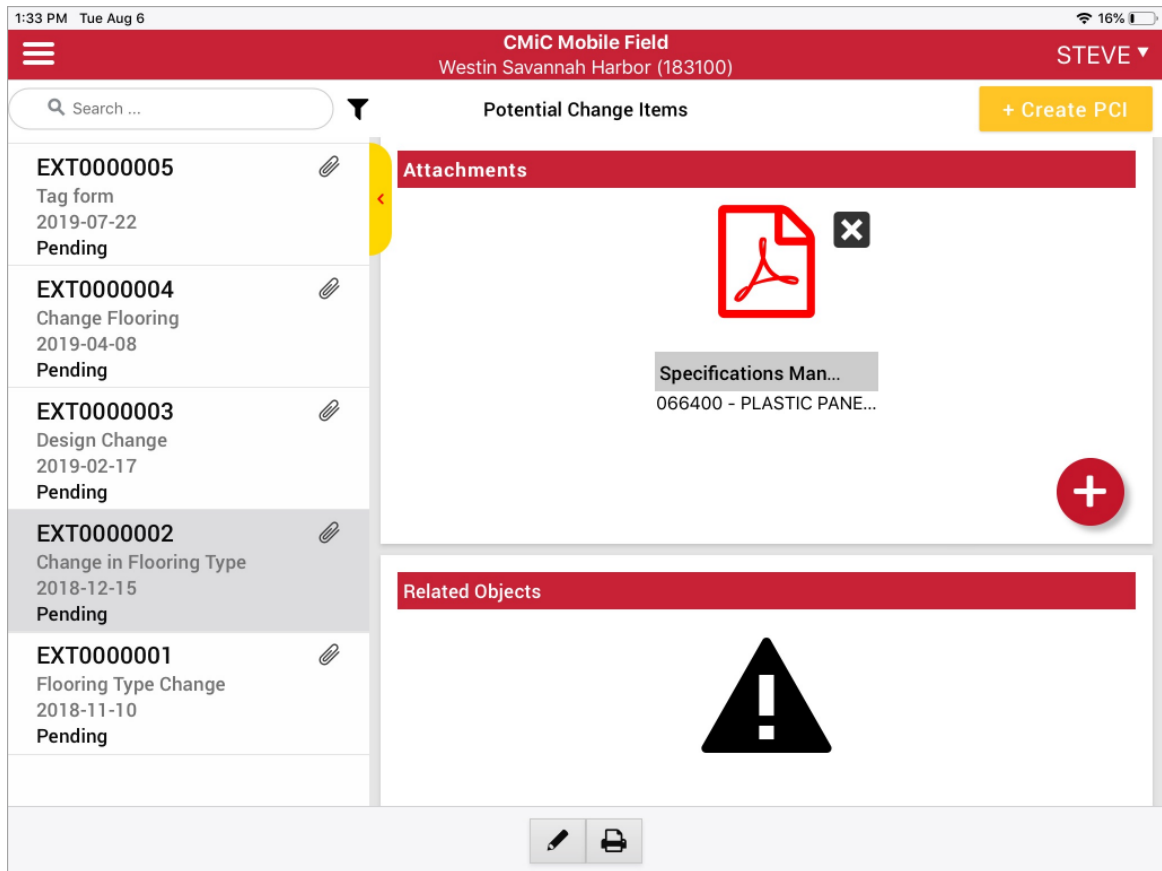 1:33 PM Tue Aug 6
16%
CMiC Mobile Field
Westin Savannah Harbor (183100)
STEVE
Search ...
Potential Change Items
+ Create PCI
EXT0000005
Tag form
2019-07-22
Pending
EXT0000004
Change Flooring
2019-04-08
Pending
EXT0000003
Design Change
2019-02-17
Pending
EXT0000002
Change in Flooring Type
2018-12-15
Pending
EXT0000001
Flooring Type Change
2018-11-10
Pending
Attachments
Specifications Man...
066400 - PLASTIC PANE...
Related Objects